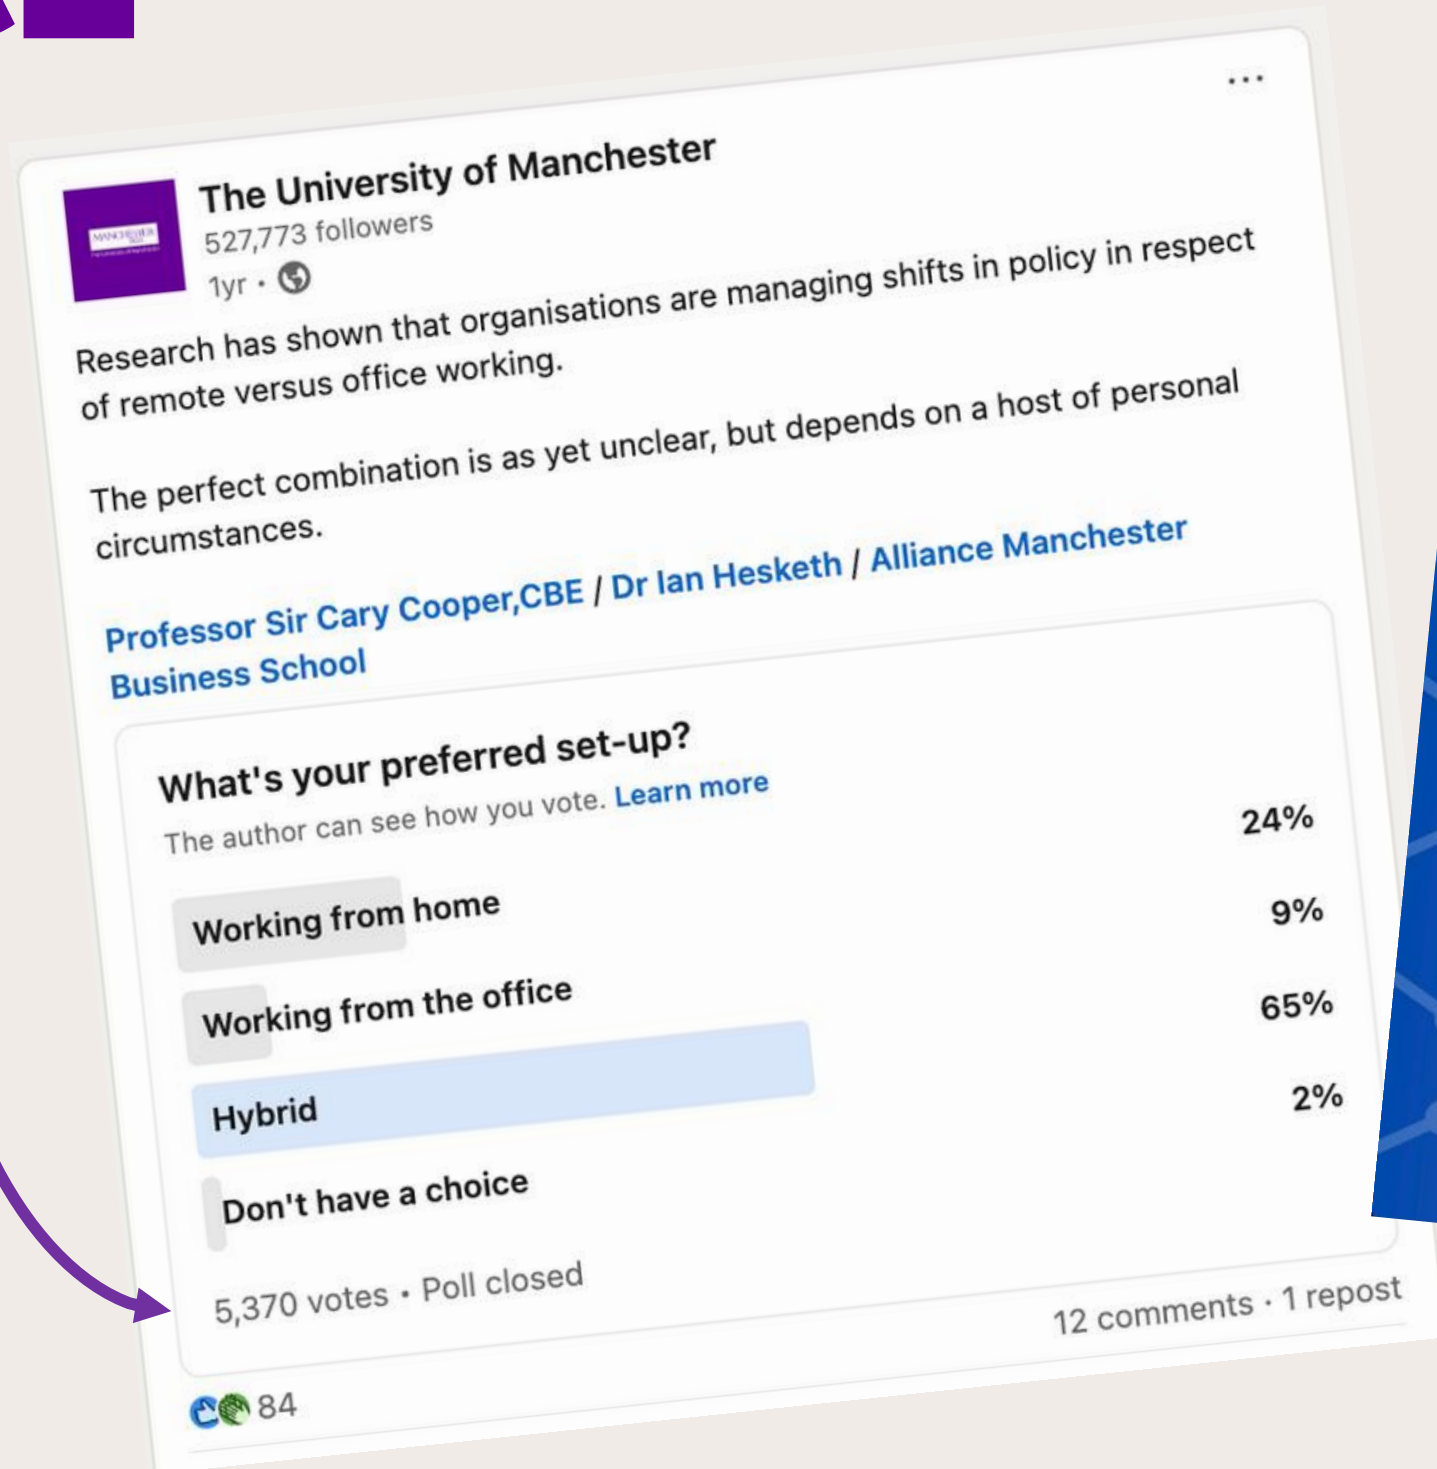 The University of Manchester
527,773 followers
1yr •
Research has shown that organisations are managing shifts in policy in respect
of remote versus office working.
The perfect combination is as yet unclear, but depends on a host of personal
circumstances.
Professor Sir Cary Cooper,CBE / Dr Ian Hesketh / Alliance Manchester
Business School
What's your preferred set-up?
The author can see how you vote. Learn more
Working from home 24%
Working from the office 9%
Hybrid 65%
Don't have a choice 2%
5,370 votes • Poll closed
84
12 comments · 1 repost